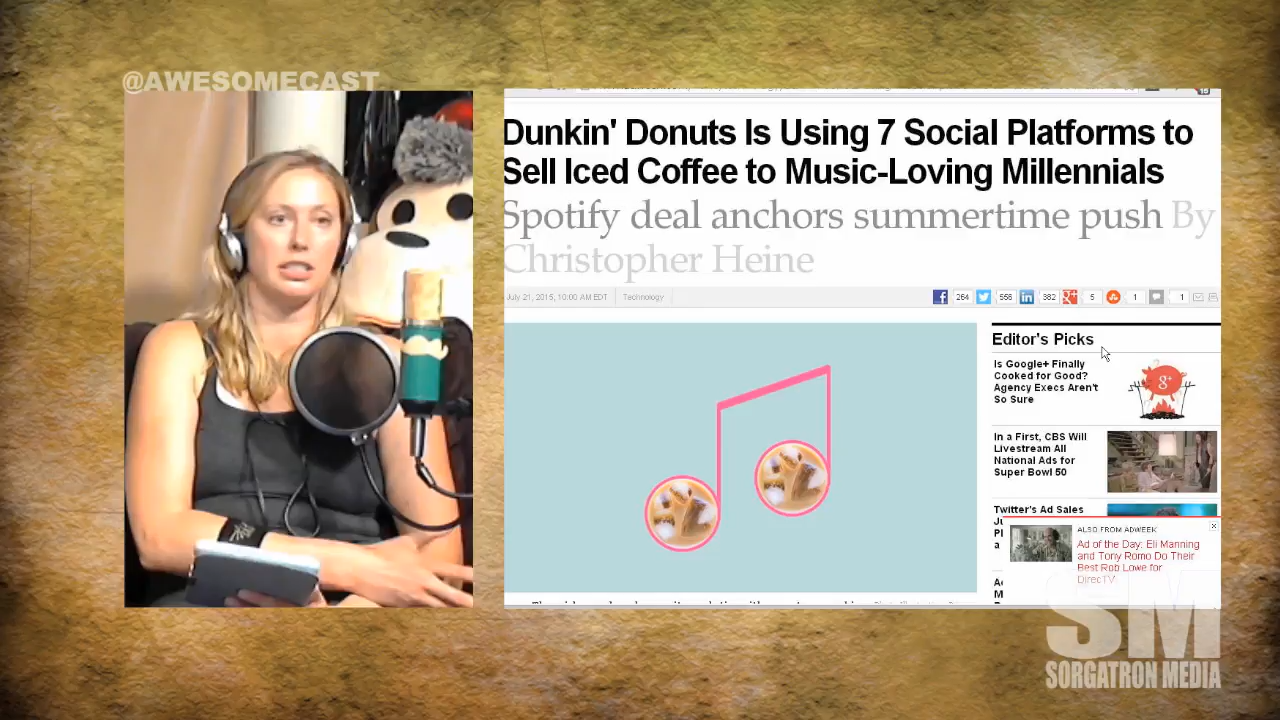 @AWESOMECAST
Dunkin' Donuts Is Using 7 Social Platforms to
Sell Iced Coffee to Music-Loving Millennials
Spotify deal anchors summertime push By
Christopher Heine
July 21, 2015, 10:00 AM EDT
Technology
264
556
in
382
g+
5
1
1
Editor's Picks
Is Google+ Finally
Cooked for Good?
Agency Execs Aren't
So Sure
g+
In a First, CBS Will
Livestream All
National Ads for
Super Bowl 50
Twitter's Ad Sales
ALSO FROM ADWEEK
Ad of the Day: Eli Manning
and Tony Romo Do Their
Best Rob Lowe for
DirecTV
SM
SORGATRON MEDIA